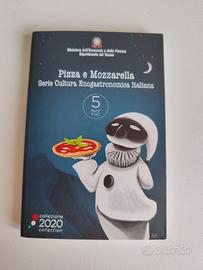 Ministero dell'Economia e delle Finanze
Dipartimento del Tesoro
Pizza e Mozzarella
Serie Cultura Enogastronomica Italiana
5
euro
FDC
collezione
2020
collection
subito